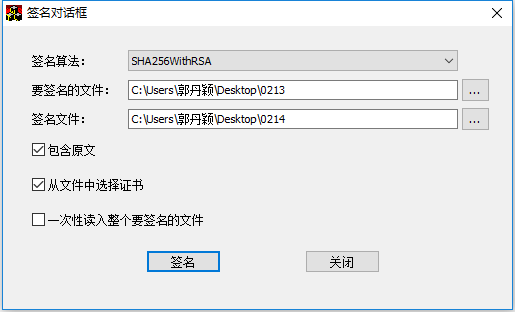 签名对话框
签名算法： SHA256WithRSA
要签名的文件： C:\Users\郭丹颖\Desktop\0213 ...
签名文件： C:\Users\郭丹颖\Desktop\0214 ...
包含原文
从文件中选择证书
一次性读入整个要签名的文件
签名 关闭